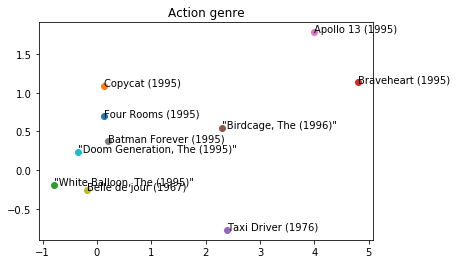 Action genre
Apollo 13 (1995)
Braveheart (1995)
Copycat (1995)
Four Rooms (1995)
"Birdcage, The (1996)"
Batman Forever (1995)
"Doom Generation, The (1995)"
"White Balloon, The (1995)"
Belle de jour (1967)
Taxi Driver (1976)
1.5
1.0
0.5
0.0
−0.5
−1
0
1
2
3
4
5